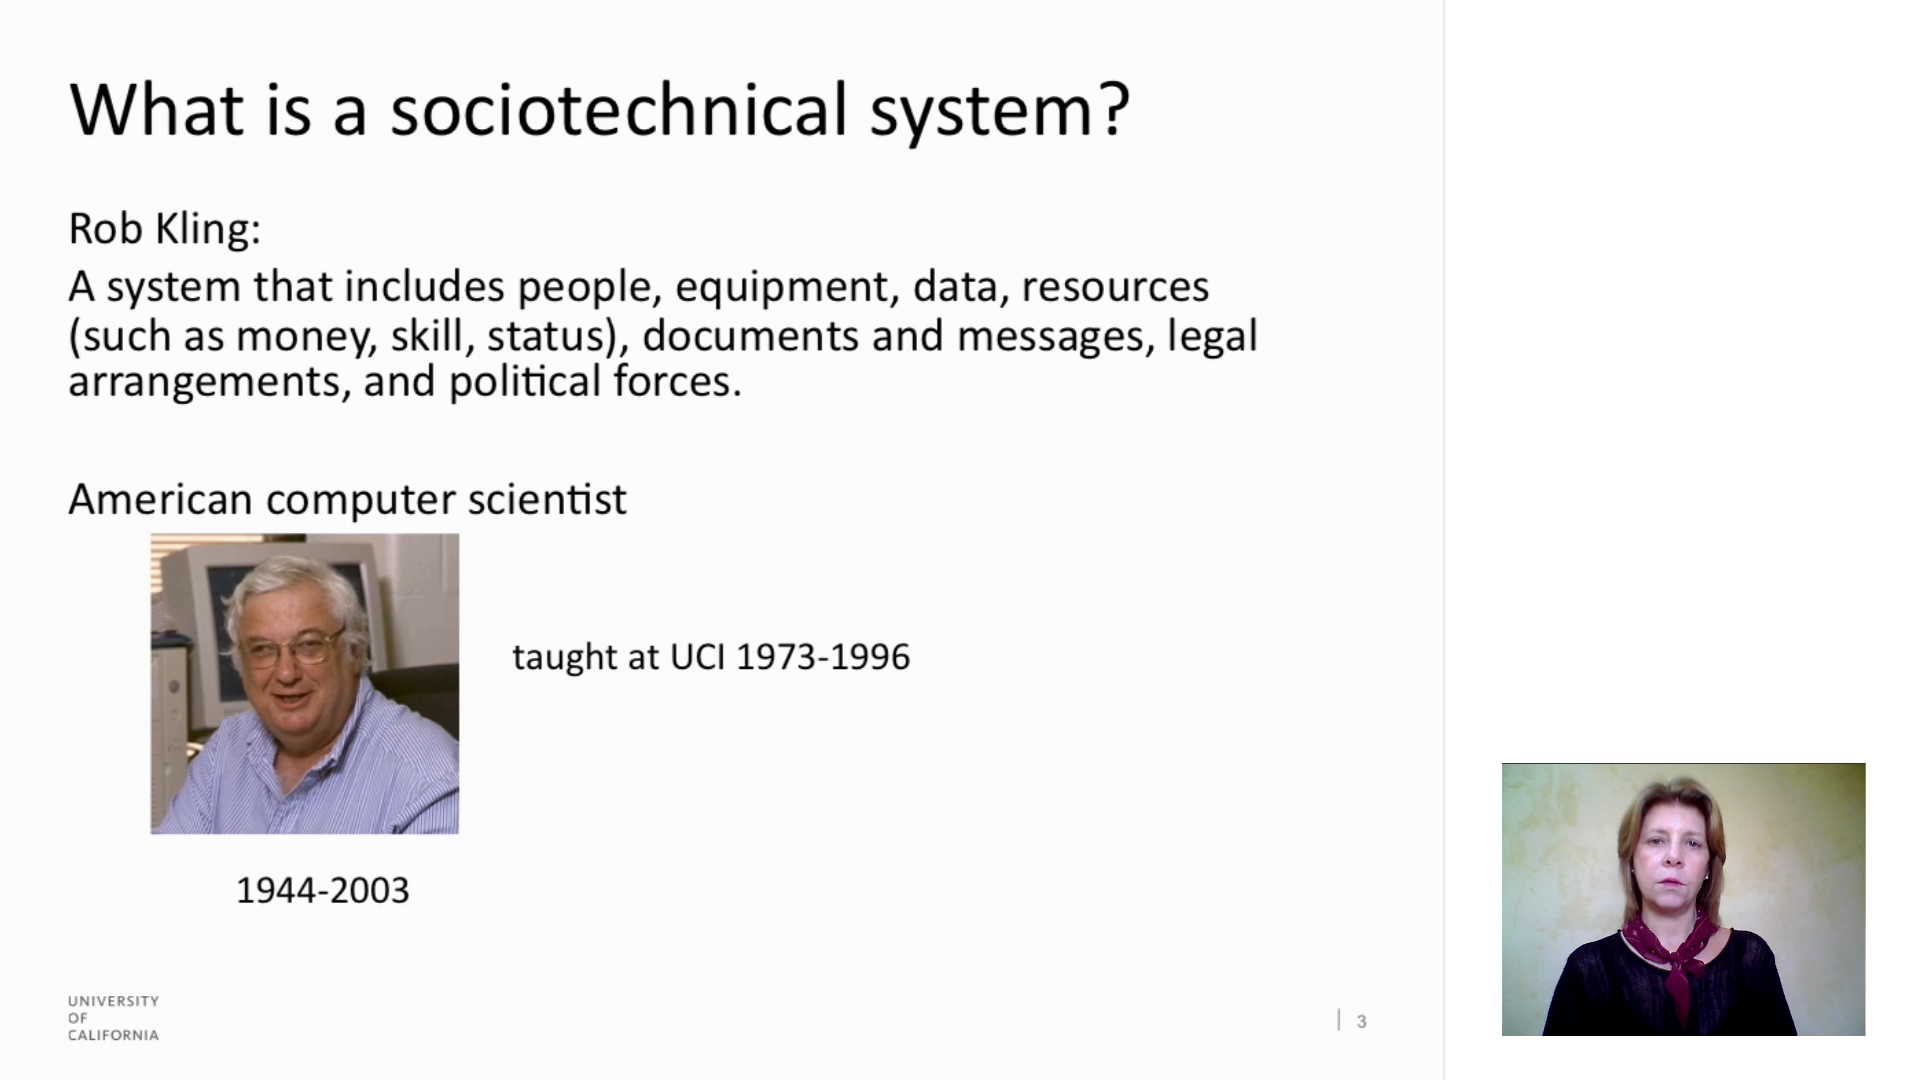 What is a sociotechnical system?
Rob Kling:
A system that includes people, equipment, data, resources
(such as money, skill, status), documents and messages, legal
arrangements, and political forces.
American computer scientist
taught at UCI 1973-1996
1944-2003
UNIVERSITY
OF
CALIFORNIA
3